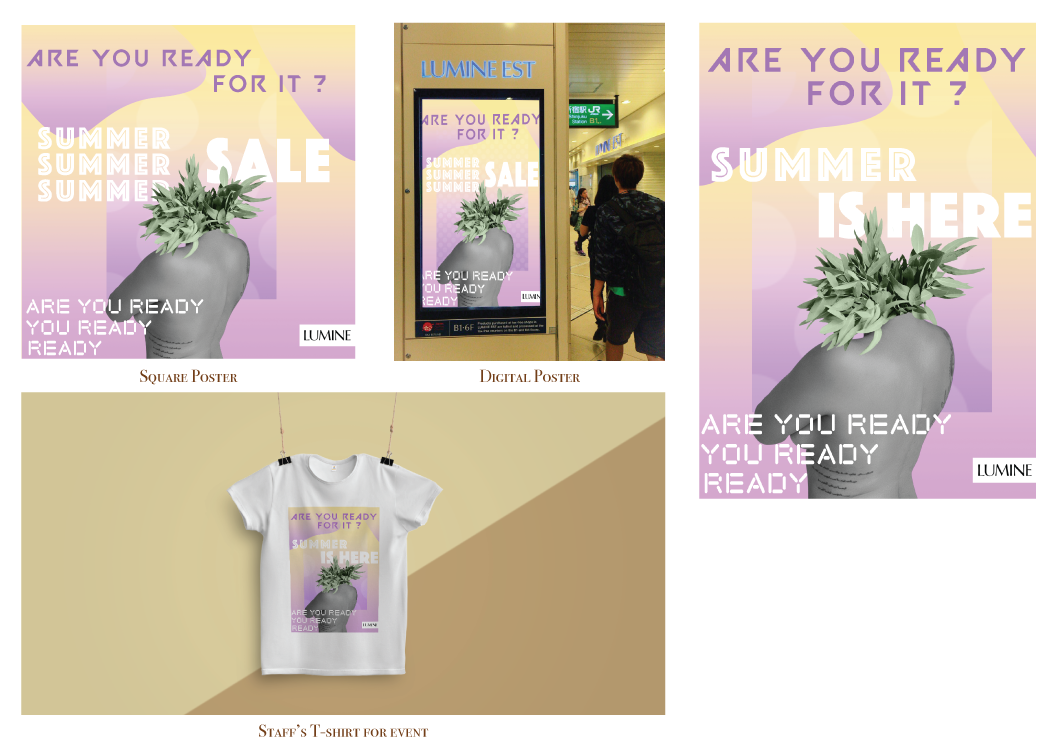 ARE YOU READY
FOR IT ?
SUMMER
SUMMER
SUMMER
SALE
ARE YOU READY
YOU READY
READY
LUMINE
Square Poster
LUMINE EST
ARE YOU READY
FOR IT ?
SUMMER
SUMMER
SUMMER
SALE
ARE YOU READY
YOU READY
READY
LUMIN
B1-6F
JR
Station
Digital Poster
ARE YOU READY
FOR IT ?
SUMMER
IS HERE
ARE YOU READY
YOU READY
READY
LUMINE
ARE YOU READY
FOR IT ?
SUMMER
IS HERE
ARE YOU READY
YOU READY
READY
LUMINE
Staff's T-shirt for event